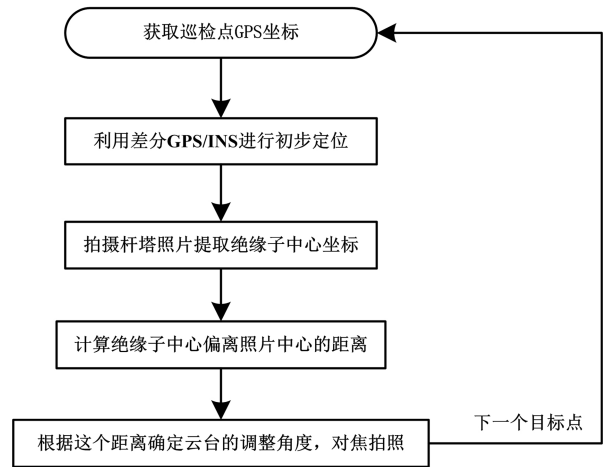 获取巡检点GPS坐标
利用差分GPS/INS进行初步定位
拍摄杆塔照片提取绝缘子中心坐标
计算绝缘子中心偏离照片中心的距离
下一个目标点
根据这个距离确定云台的调整角度，对焦拍照